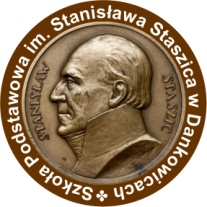 Szkoła Podstawowa im. Stanisława Staszica w Dankowicach
STANISŁAW
STASZIC